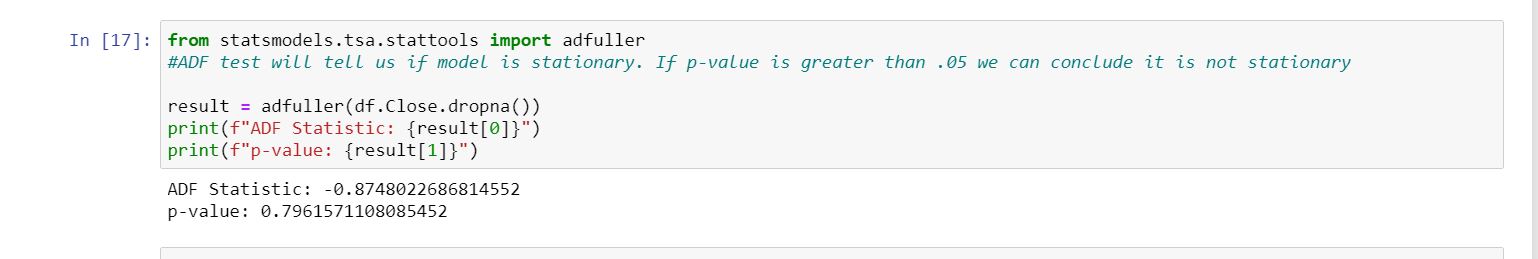 In [17]: from statsmodels.tsa.stattools import adfuller
#ADF test will tell us if model is stationary. If p-value is greater than .05 we can conclude it is not stationary
result = adfuller(df.Close.dropna())
print(f"ADF Statistic: {result[0]}")
print(f"p-value: {result[1]}")
ADF Statistic: -0.8748022686814552
p-value: 0.7961571108085452